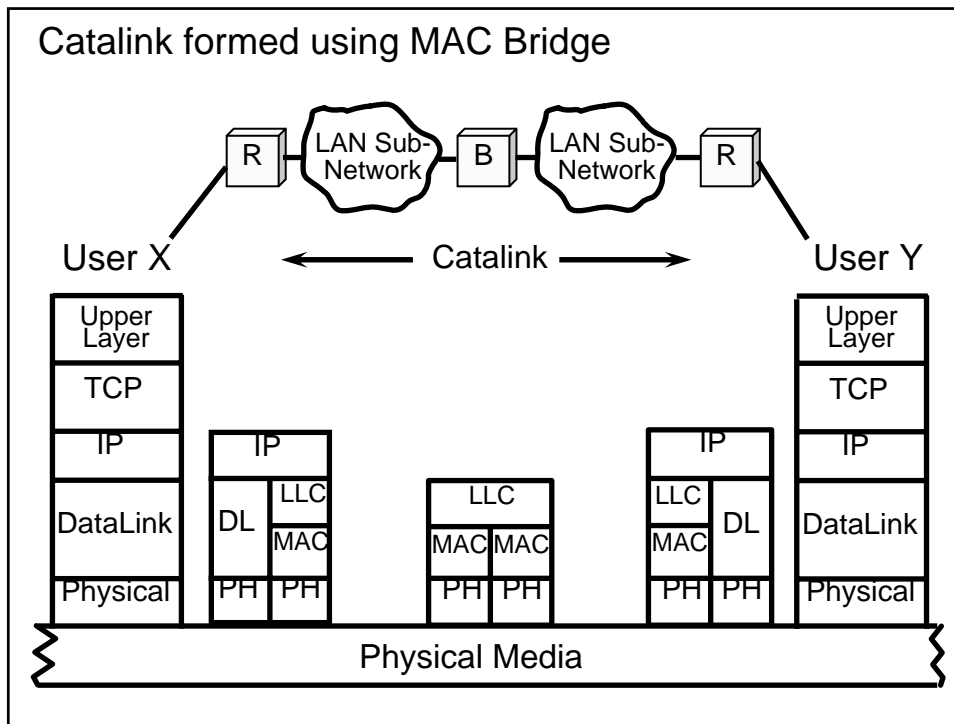 Catalink formed using MAC Bridge
R
LAN Sub-
Network
B
LAN Sub-
Network
R
User X
Catalink
User Y
Upper
Layer
TCP
IP
DataLink
Physical
IP
DL
LLC
MAC
PH
PH
LLC
MAC
MAC
PH
PH
IP
LLC
MAC
DL
PH
PH
Upper
Layer
TCP
IP
DataLink
Physical
Physical Media